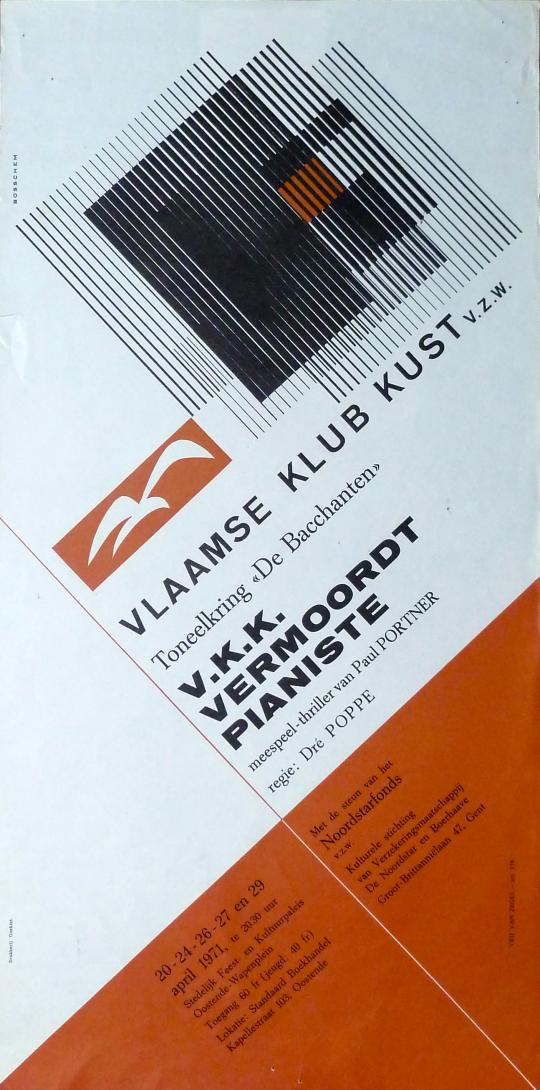 BOSSCHEM
VLAAMSE KLUB KUST v.z.w.
Toneelkring «De Bacchanten»
V.K.K.
VERMOORDT
PIANISTE
meespeel-thriller van Paul PORTNER
regie: Dré POPPE
Met de steun van het
Noordstarfonds
v.z.w.
Kulturele stichting
van Verzekeringsmaatschappij
De Noordstar en Boerhaave
Groot-Brittanniëlaan 47, Gent
20-24-26-27 en 29
april 1971, te 20.30 uur
Stedelijk Feest- en Kultuurpaleis
Oostende-Wapenplein
Toegang 60 fr (jeugd: 40 fr)
Lokatie: Standaard Boekhandel
Kapellestraat 103, Oostende
Drukkerij